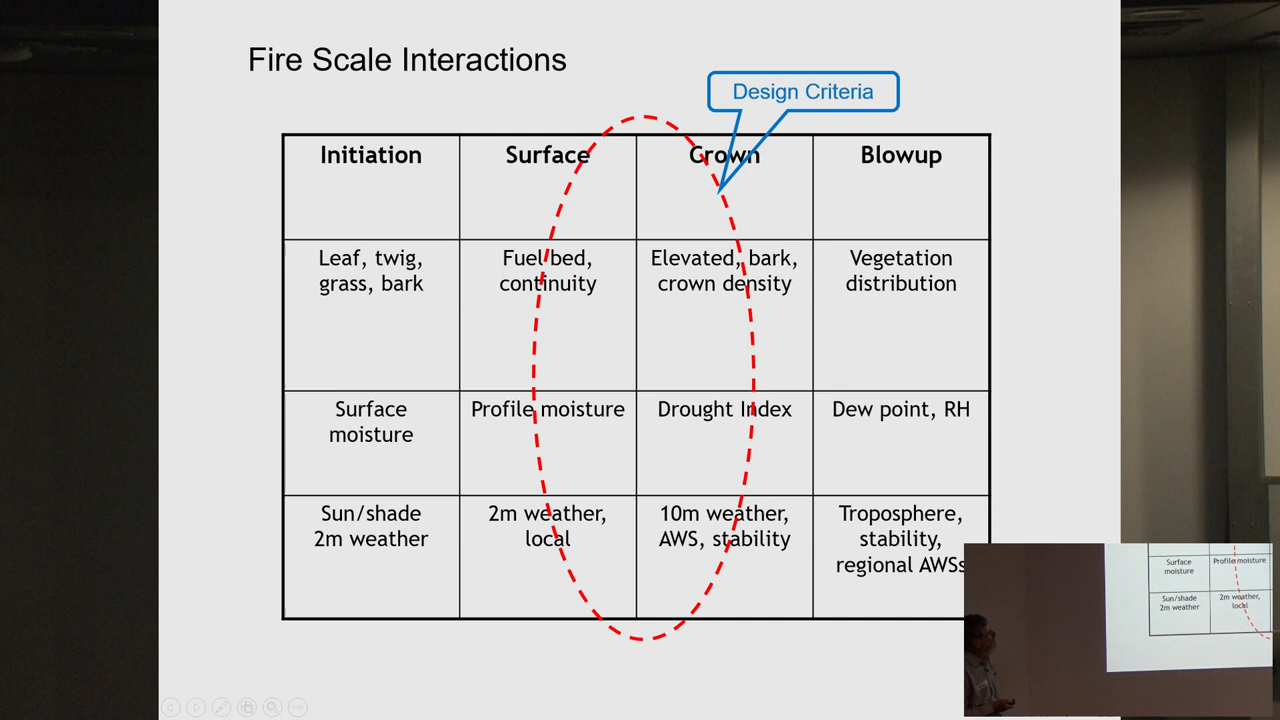 Fire Scale Interactions
Design Criteria
Initiation
Surface
Crown
Blowup
Leaf, twig,
grass, bark
Fuel bed,
continuity
Elevated, bark,
crown density
Vegetation
distribution
Surface
moisture
Profile moisture
Drought Index
Dew point, RH
Sun/shade
2m weather
2m weather,
local
10m weather,
AWS, stability
Troposphere,
stability,
regional AWSs
Surface
moisture
Profile moisture
Sun/shade
2m weather
2m weather,
local